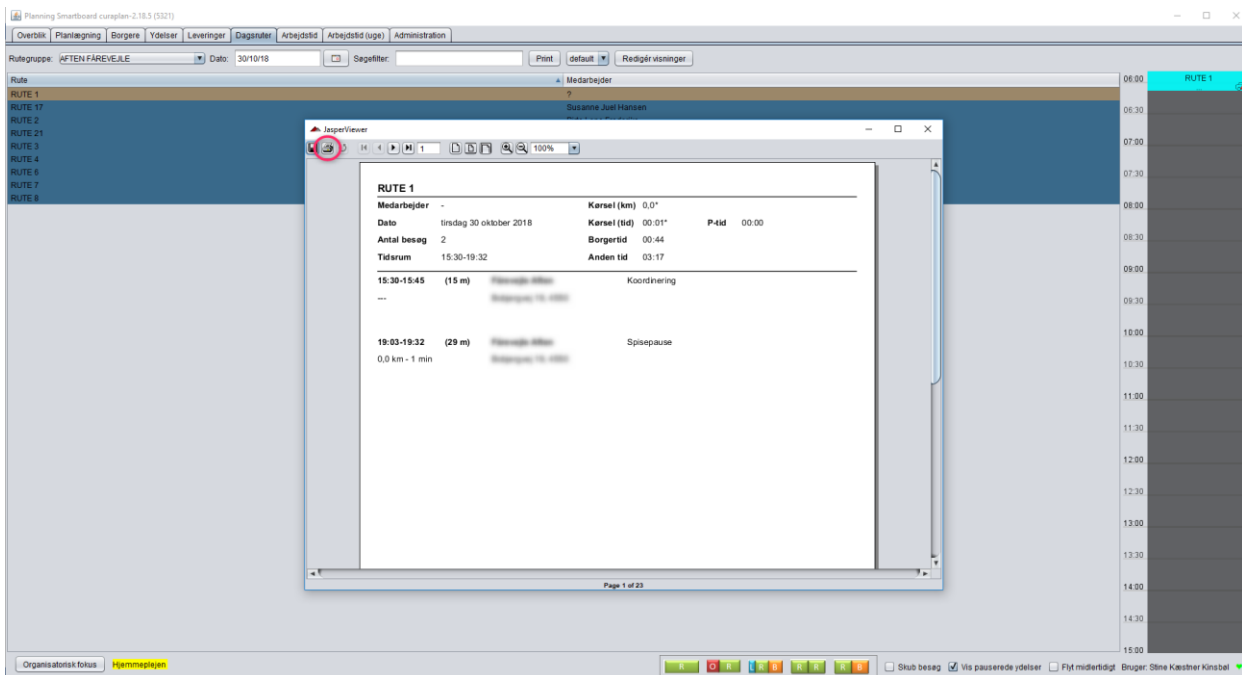 Planning Smartboard curaplan-2.18.5 (5321)
Overblik Planlægning Borgere Ydelser Leveringer Dagsruter Arbejdstid Arbejdstid (uge) Administration
Rutegruppe: AFTEN FÅREVEJLE Dato: 30/10/18 Søgefilter: Print default Redigér visninger
Rute Medarbejder
RUTE 1 ?
RUTE 17 Susanne Juel Hansen
RUTE 2
RUTE 21
RUTE 3
RUTE 4
RUTE 6
RUTE 7
RUTE 8
JasperViewer
1 100%
RUTE 1
Medarbejder - Kørsel (km) 0,0*
Dato tirsdag 30 oktober 2018 Kørsel (tid) 00:01* P-tid 00:00
Antal besøg 2 Borgertid 00:44
Tidsrum 15:30-19:32 Anden tid 03:17
15:30-15:45 (15 m) Koordinering
---
19:03-19:32 (29 m) Spisepause
0,0 km - 1 min
Page 1 of 23
06:00 RUTE 1
06:30
07:00
07:30
08:00
08:30
09:00
09:30
10:00
10:30
11:00
11:30
12:00
12:30
13:00
13:30
14:00
14:30
15:00
Organisatorisk fokus Hjemmeplejen
R O R L R B R R R B Skub besøg Vis pauserede ydelser Flyt midlertidigt Bruger: Stine Kæstner Kinsbøl